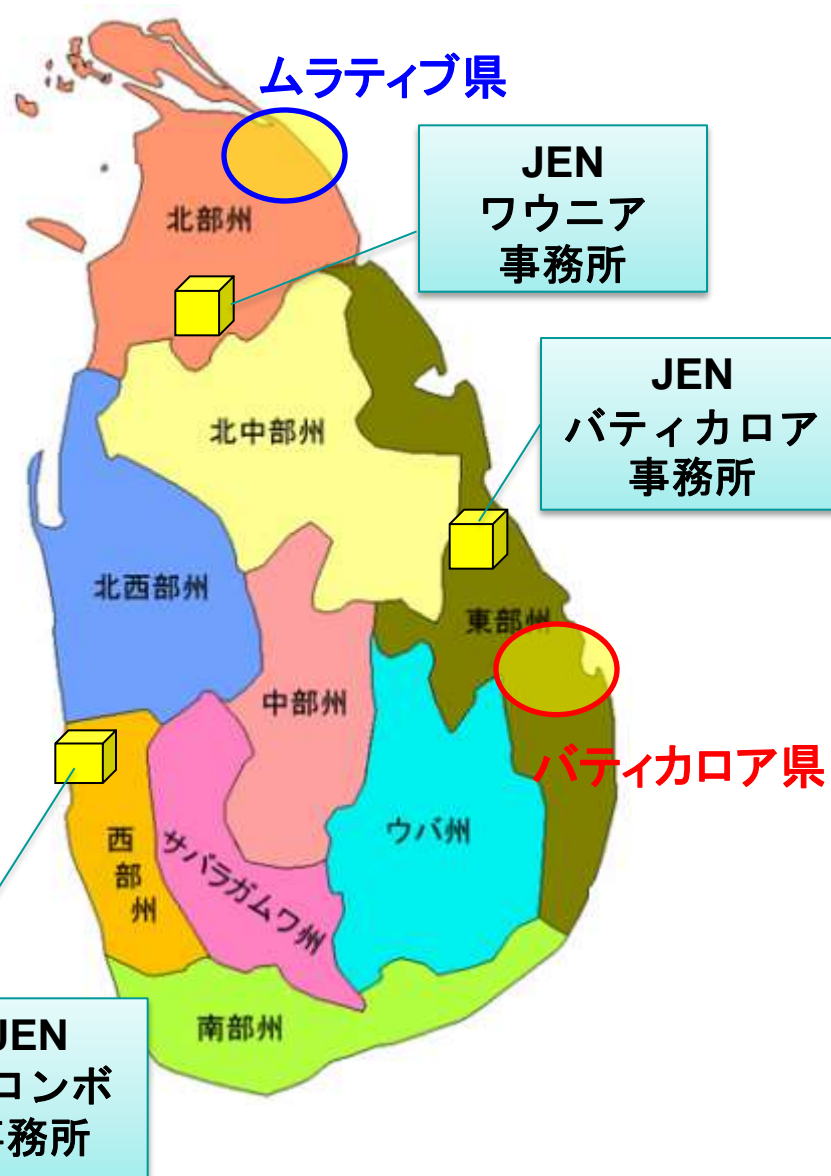 ムラティブ県
JEN
ワウニア
事務所
北部州
JEN
バティカロア
事務所
北中部州
北西部州
東部州
中部州
バティカロア県
西
部
州
サバラガムワ州
ウバ州
南部州
JEN
コンボ
務所